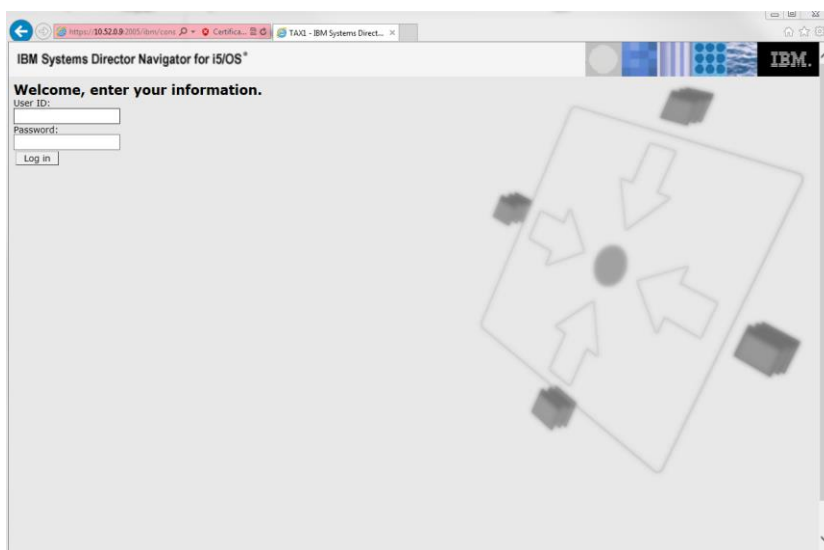 https://10.52.0.9:2005/ibm/cons
Certifica...
TAX1 - IBM Systems Direct...
IBM Systems Director Navigator for i5/OS®
IBM.
Welcome, enter your information.
User ID:
Password:
Log in